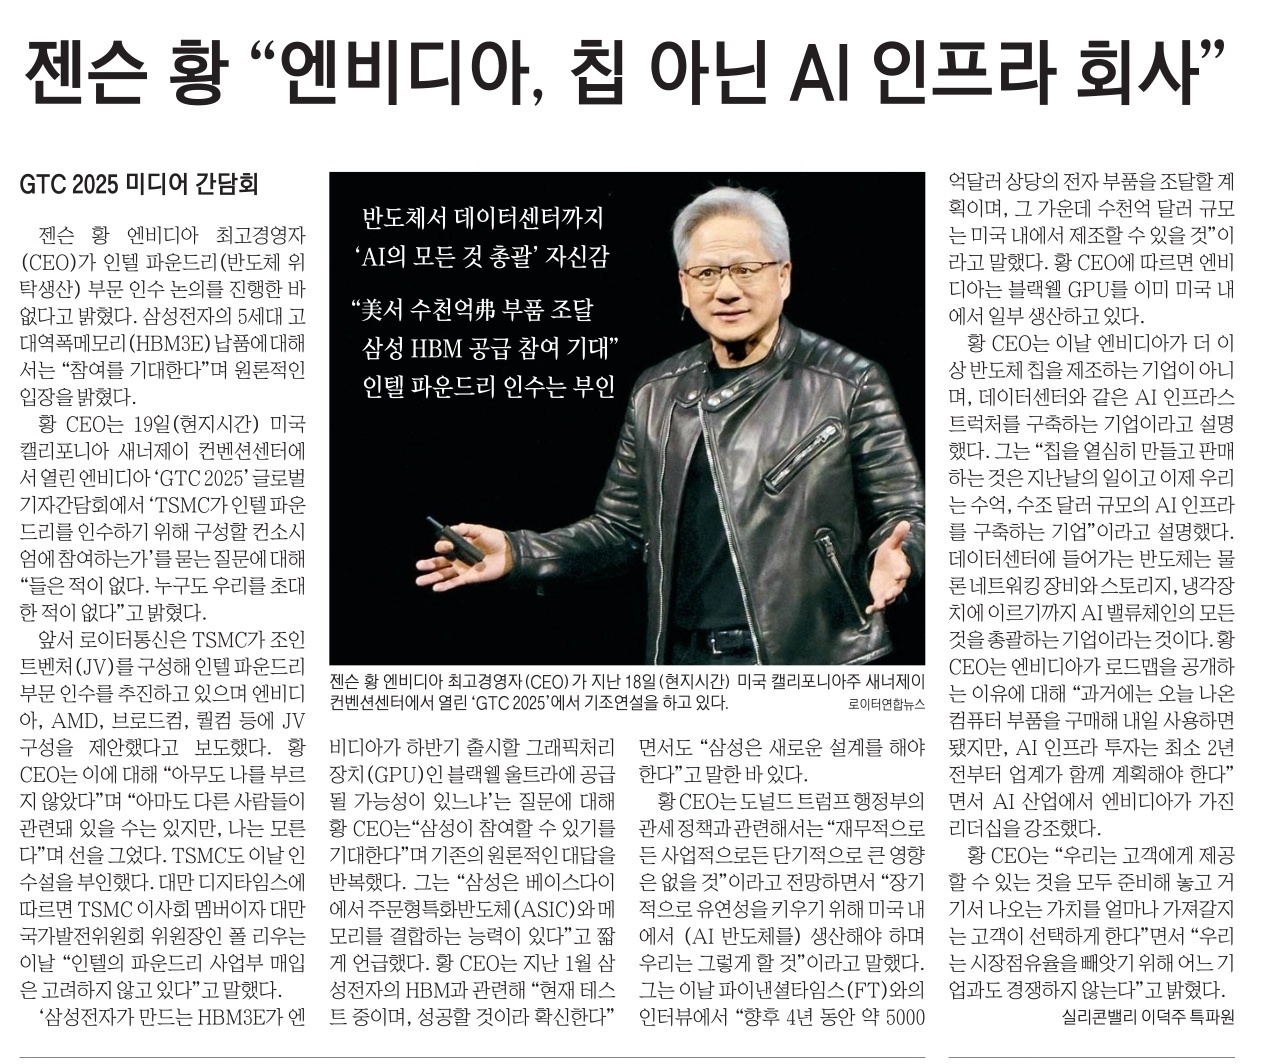 젠슨 황 “엔비디아, 칩 아닌 AI 인프라 회사”
GTC 2025 미디어 간담회
젠슨 황 엔비디아 최고경영자
(CEO)가 인텔 파운드리(반도체 위
탁생산) 부문 인수 논의를 진행한 바
없다고 밝혔다. 삼성전자의 5세대 고
대역폭메모리(HBM3E) 납품에 대해
서는 “참여를 기대한다”며 원론적인
입장을 밝혔다.
황 CEO는 19일(현지시간) 미국
캘리포니아 새너제이 컨벤션센터에
서 열린 엔비디아 ‘GTC 2025’ 글로벌
기자간담회에서 ‘TSMC가 인텔 파운
드리를 인수하기 위해 구성할 컨소시
엄에 참여하는가’를 묻는 질문에 대해
“들은 적이 없다. 누구도 우리를 초대
한 적이 없다”고 밝혔다.
앞서 로이터통신은 TSMC가 조인
트벤처(JV)를 구성해 인텔 파운드리
부문 인수를 추진하고 있으며 엔비디
아, AMD, 브로드컴, 퀄컴 등에 JV
구성을 제안했다고 보도했다. 황
CEO는 이에 대해 “아무도 나를 부르
지 않았다”며 “아마도 다른 사람들이
관련돼 있을 수는 있지만, 나는 모른
다”며 선을 그었다. TSMC도 이날 인
수설을 부인했다. 대만 디지타임스에
따르면 TSMC 이사회 멤버이자 대만
국가발전위원회 위원장인 폴 리우는
이날 “인텔의 파운드리 사업부 매입
은 고려하지 않고 있다”고 말했다.
‘삼성전자가 만드는 HBM3E가 엔
반도체서 데이터센터까지
‘AI의 모든 것 총괄’ 자신감
“美서 수천억弗 부품 조달
삼성 HBM 공급 참여 기대”
인텔 파운드리 인수는 부인
젠슨 황 엔비디아 최고경영자(CEO)가 지난 18일(현지시간) 미국 캘리포니아주 새너제이
컨벤션센터에서 열린 ‘GTC 2025’에서 기조연설을 하고 있다.
로이터연합뉴스
비디아가 하반기 출시할 그래픽처리
장치(GPU)인 블랙웰 울트라에 공급
될 가능성이 있느냐’는 질문에 대해
황 CEO는 “삼성이 참여할 수 있기를
기대한다”며 기존의 원론적인 대답을
반복했다. 그는 “삼성은 베이스다이
에서 주문형특화반도체(ASIC)와 메
모리를 결합하는 능력이 있다”고 짧
게 언급했다. 황 CEO는 지난 1월 삼
성전자의 HBM과 관련해 “현재 테스
트 중이며, 성공할 것이라 확신한다”
면서도 “삼성은 새로운 설계를 해야
한다”고 말한 바 있다.
황 CEO는 도널드 트럼프 행정부의
관세 정책과 관련해서는 “재무적으로
든 사업적으로든 단기적으로 큰 영향
은 없을 것”이라고 전망하면서 “장기
적으로 유연성을 키우기 위해 미국 내
에서 (AI 반도체를) 생산해야 하며
우리는 그렇게 할 것”이라고 말했다.
그는 이날 파이낸셜타임스(FT)와의
인터뷰에서 “향후 4년 동안 약 5000
억달러 상당의 전자 부품을 조달할 계
획이며, 그 가운데 수천억 달러 규모
는 미국 내에서 제조할 수 있을 것”이
라고 말했다. 황 CEO에 따르면 엔비
디아는 블랙웰 GPU를 이미 미국 내
에서 일부 생산하고 있다.
황 CEO는 이날 엔비디아가 더 이
상 반도체 칩을 제조하는 기업이 아니
며, 데이터센터와 같은 AI 인프라스
트럭처를 구축하는 기업이라고 설명
했다. 그는 “칩을 열심히 만들고 판매
하는 것은 지난날의 일이고 이제 우리
는 수억, 수조 달러 규모의 AI 인프라
를 구축하는 기업”이라고 설명했다.
데이터센터에 들어가는 반도체는 물
론 네트워킹 장비와 스토리지, 냉각장
치에 이르기까지 AI 밸류체인의 모든
것을 총괄하는 기업이라는 것이다. 황
CEO는 엔비디아가 로드맵을 공개하
는 이유에 대해 “과거에는 오늘 나온
컴퓨터 부품을 구매해 내일 사용하면
됐지만, AI 인프라 투자는 최소 2년
전부터 업계가 함께 계획해야 한다”
면서 AI 산업에서 엔비디아가 가진
리더십을 강조했다.
황 CEO는 “우리는 고객에게 제공
할 수 있는 것을 모두 준비해 놓고 거
기서 나오는 가치를 얼마나 가져갈지
는 고객이 선택하게 한다”면서 “우리
는 시장점유율을 빼앗기 위해 어느 기
업과도 경쟁하지 않는다”고 밝혔다.
실리콘밸리 이덕주 특파원